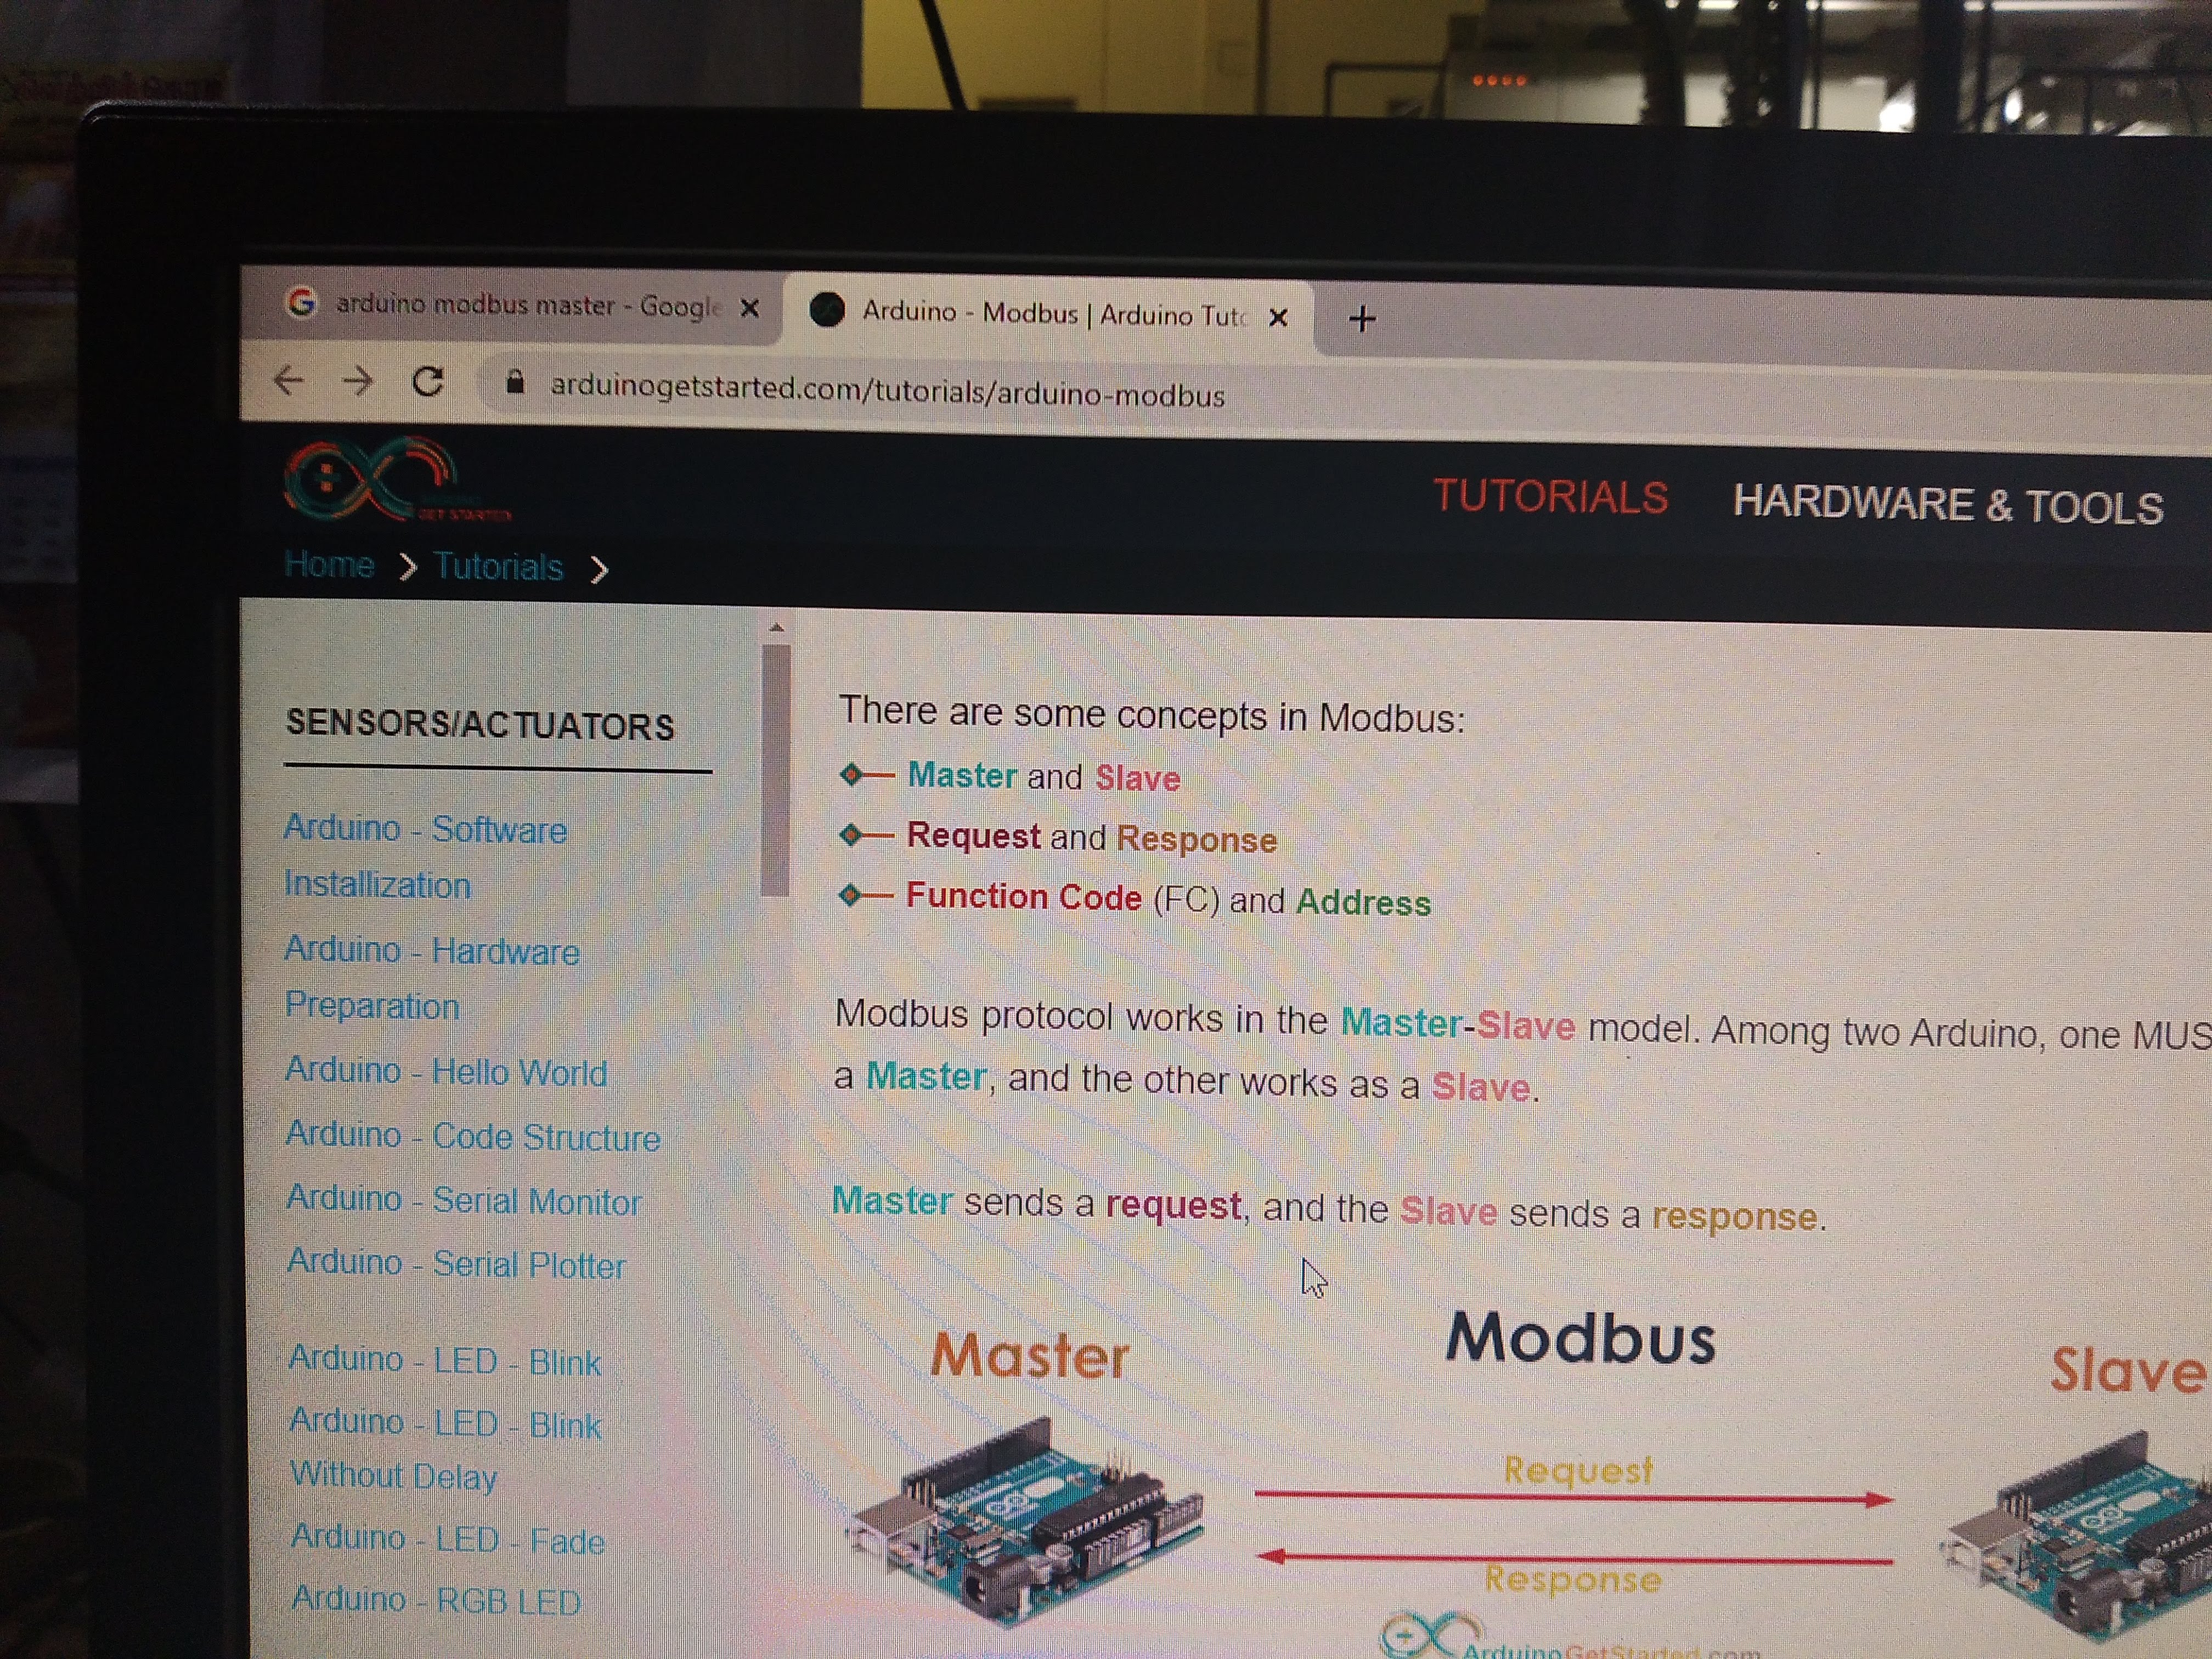 arduino modbus master - Google
Arduino - Modbus | Arduino Tuto
arduinogetstarted.com/tutorials/arduino-modbus
GET STARTED
TUTORIALS
HARDWARE & TOOLS
Home > Tutorials >
SENSORS/ACTUATORS
Arduino - Software
Installization
Arduino - Hardware
Preparation
Arduino - Hello World
Arduino - Code Structure
Arduino - Serial Monitor
Arduino - Serial Plotter
Arduino - LED - Blink
Arduino - LED - Blink
Without Delay
Arduino - LED - Fade
Arduino - RGB LED
There are some concepts in Modbus:
Master and Slave
Request and Response
Function Code (FC) and Address
Modbus protocol works in the Master-Slave model. Among two Arduino, one MUS
a Master, and the other works as a Slave.
Master sends a request, and the Slave sends a response.
Modbus
Master
Slave
Request
Response
ArduinoGetStarted.com